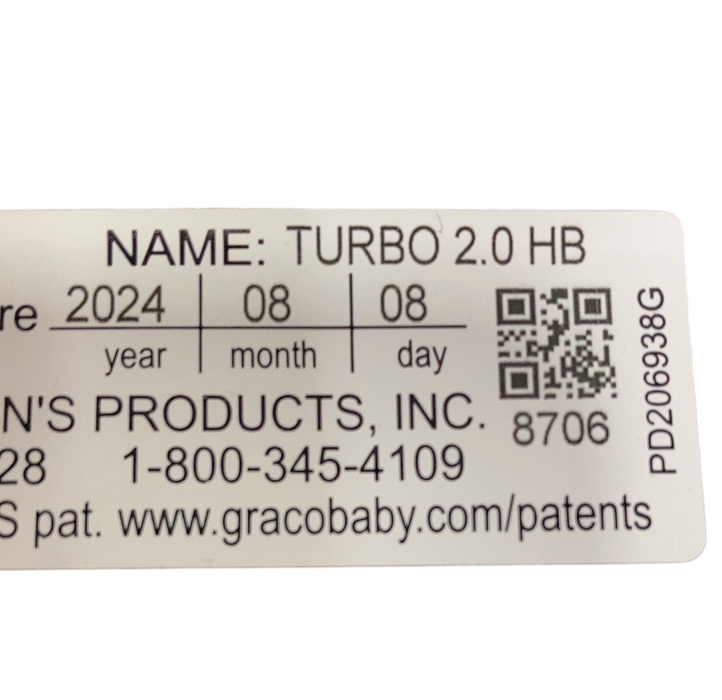 NAME: TURBO 2.0 HB
re 2024 08 08
year month day
N'S PRODUCTS, INC.
8706
28 1-800-345-4109
S pat. www.gracobaby.com/patents
PD206938G